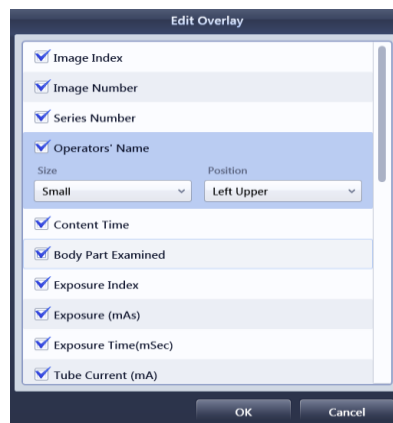 Edit Overlay
Image Index
Image Number
Series Number
Operators' Name
Size Position
Small Left Upper
Content Time
Body Part Examined
Exposure Index
Exposure (mAs)
Exposure Time(mSec)
Tube Current (mA)
OK Cancel